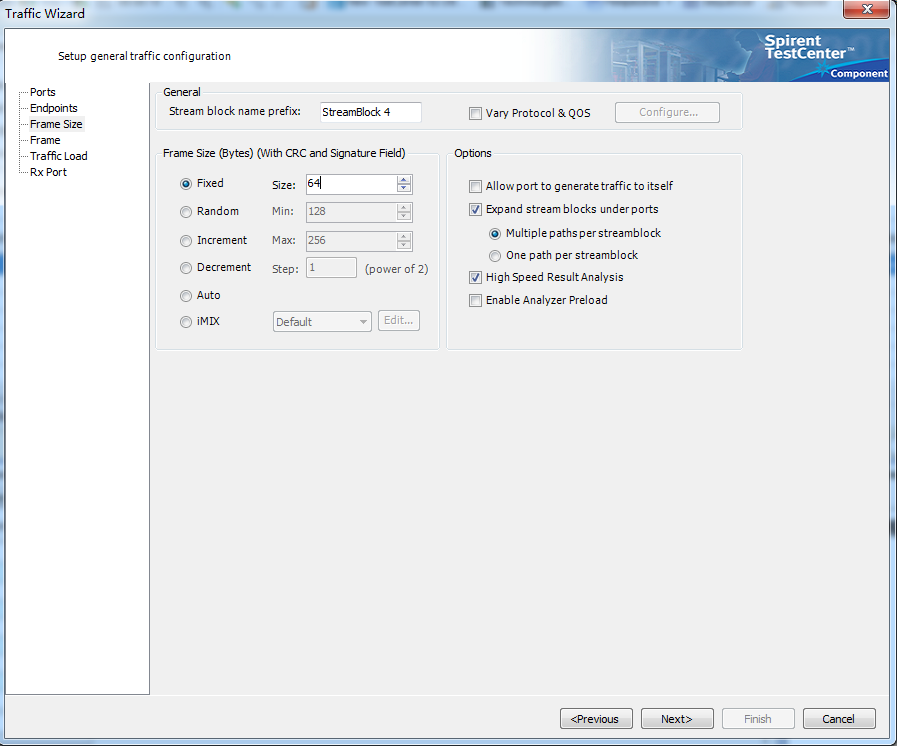 Traffic Wizard
Setup general traffic configuration
Spirent
TestCenter™
Component
Ports
Endpoints
Frame Size
Frame
Traffic Load
Rx Port
General
Stream block name prefix: StreamBlock 4 Vary Protocol & QOS Configure...
Frame Size (Bytes) (With CRC and Signature Field)
Fixed Size: 64
Random Min: 128
Increment Max: 256
Decrement Step: 1 (power of 2)
Auto
iMIX Default Edit...
Options
Allow port to generate traffic to itself
Expand stream blocks under ports
Multiple paths per streamblock
One path per streamblock
High Speed Result Analysis
Enable Analyzer Preload
<Previous Next> Finish Cancel